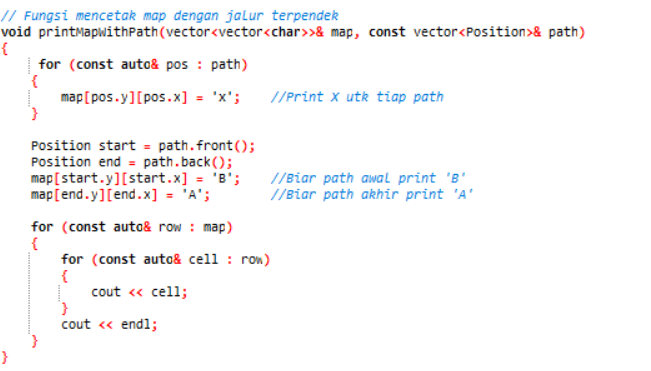 // Fungsi mencetak map dengan jalur terpendek
void printMapWithPath(vector<vector<char>>& map, const vector<Position>& path)
{
for (const auto& pos : path)
{
map[pos.y][pos.x] = 'x';    //Print X utk tiap path
}
Position start = path.front();
Position end = path.back();
map[start.y][start.x] = 'B';    //Biar path awal print 'B'
map[end.y][end.x] = 'A';        //Biar path akhir print 'A'
for (const auto& row : map)
{
for (const auto& cell : row)
{
cout << cell;
}
cout << endl;
}
}